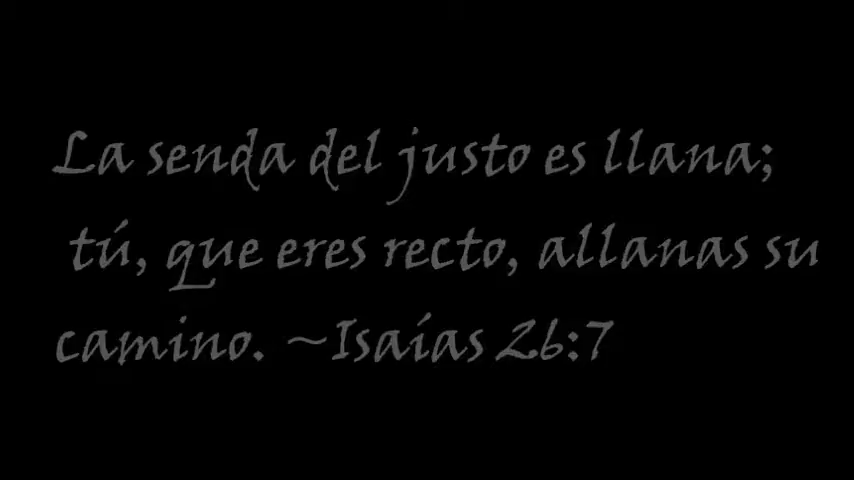 La senda del justo es llana;
tú, que eres recto, allanas su
camino. ~Isaías 26:7